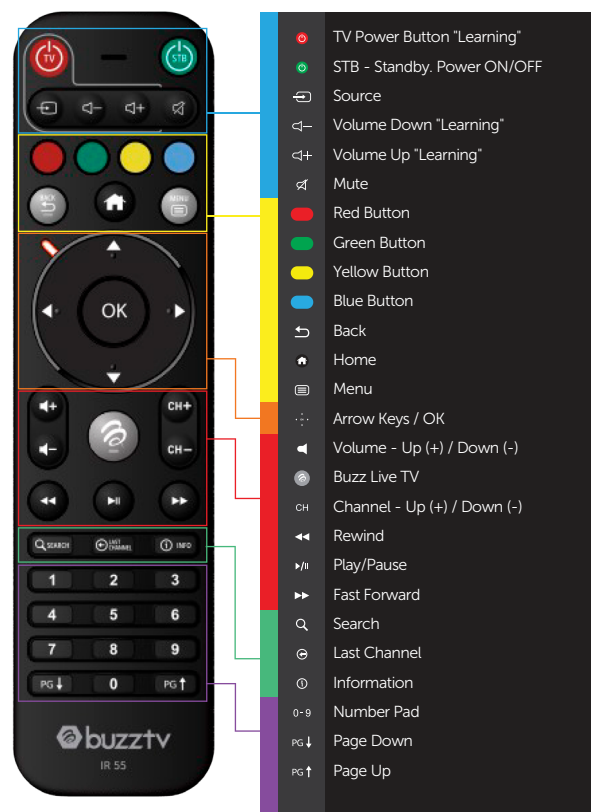 TV
STB
BACK
MENU
OK
CH+
CH−
SEARCH
LAST
CHANNEL
INFO
1 2 3
4 5 6
7 8 9
PG↓ 0 PG↑
buzztv
IR 55
TV Power Button "Learning"
STB - Standby. Power ON/OFF
Source
Volume Down "Learning"
Volume Up "Learning"
Mute
Red Button
Green Button
Yellow Button
Blue Button
Back
Home
Menu
Arrow Keys / OK
Volume - Up (+) / Down (-)
Buzz Live TV
CH Channel - Up (+) / Down (-)
Rewind
Play/Pause
Fast Forward
Search
Last Channel
Information
0-9 Number Pad
PG↓ Page Down
PG↑ Page Up